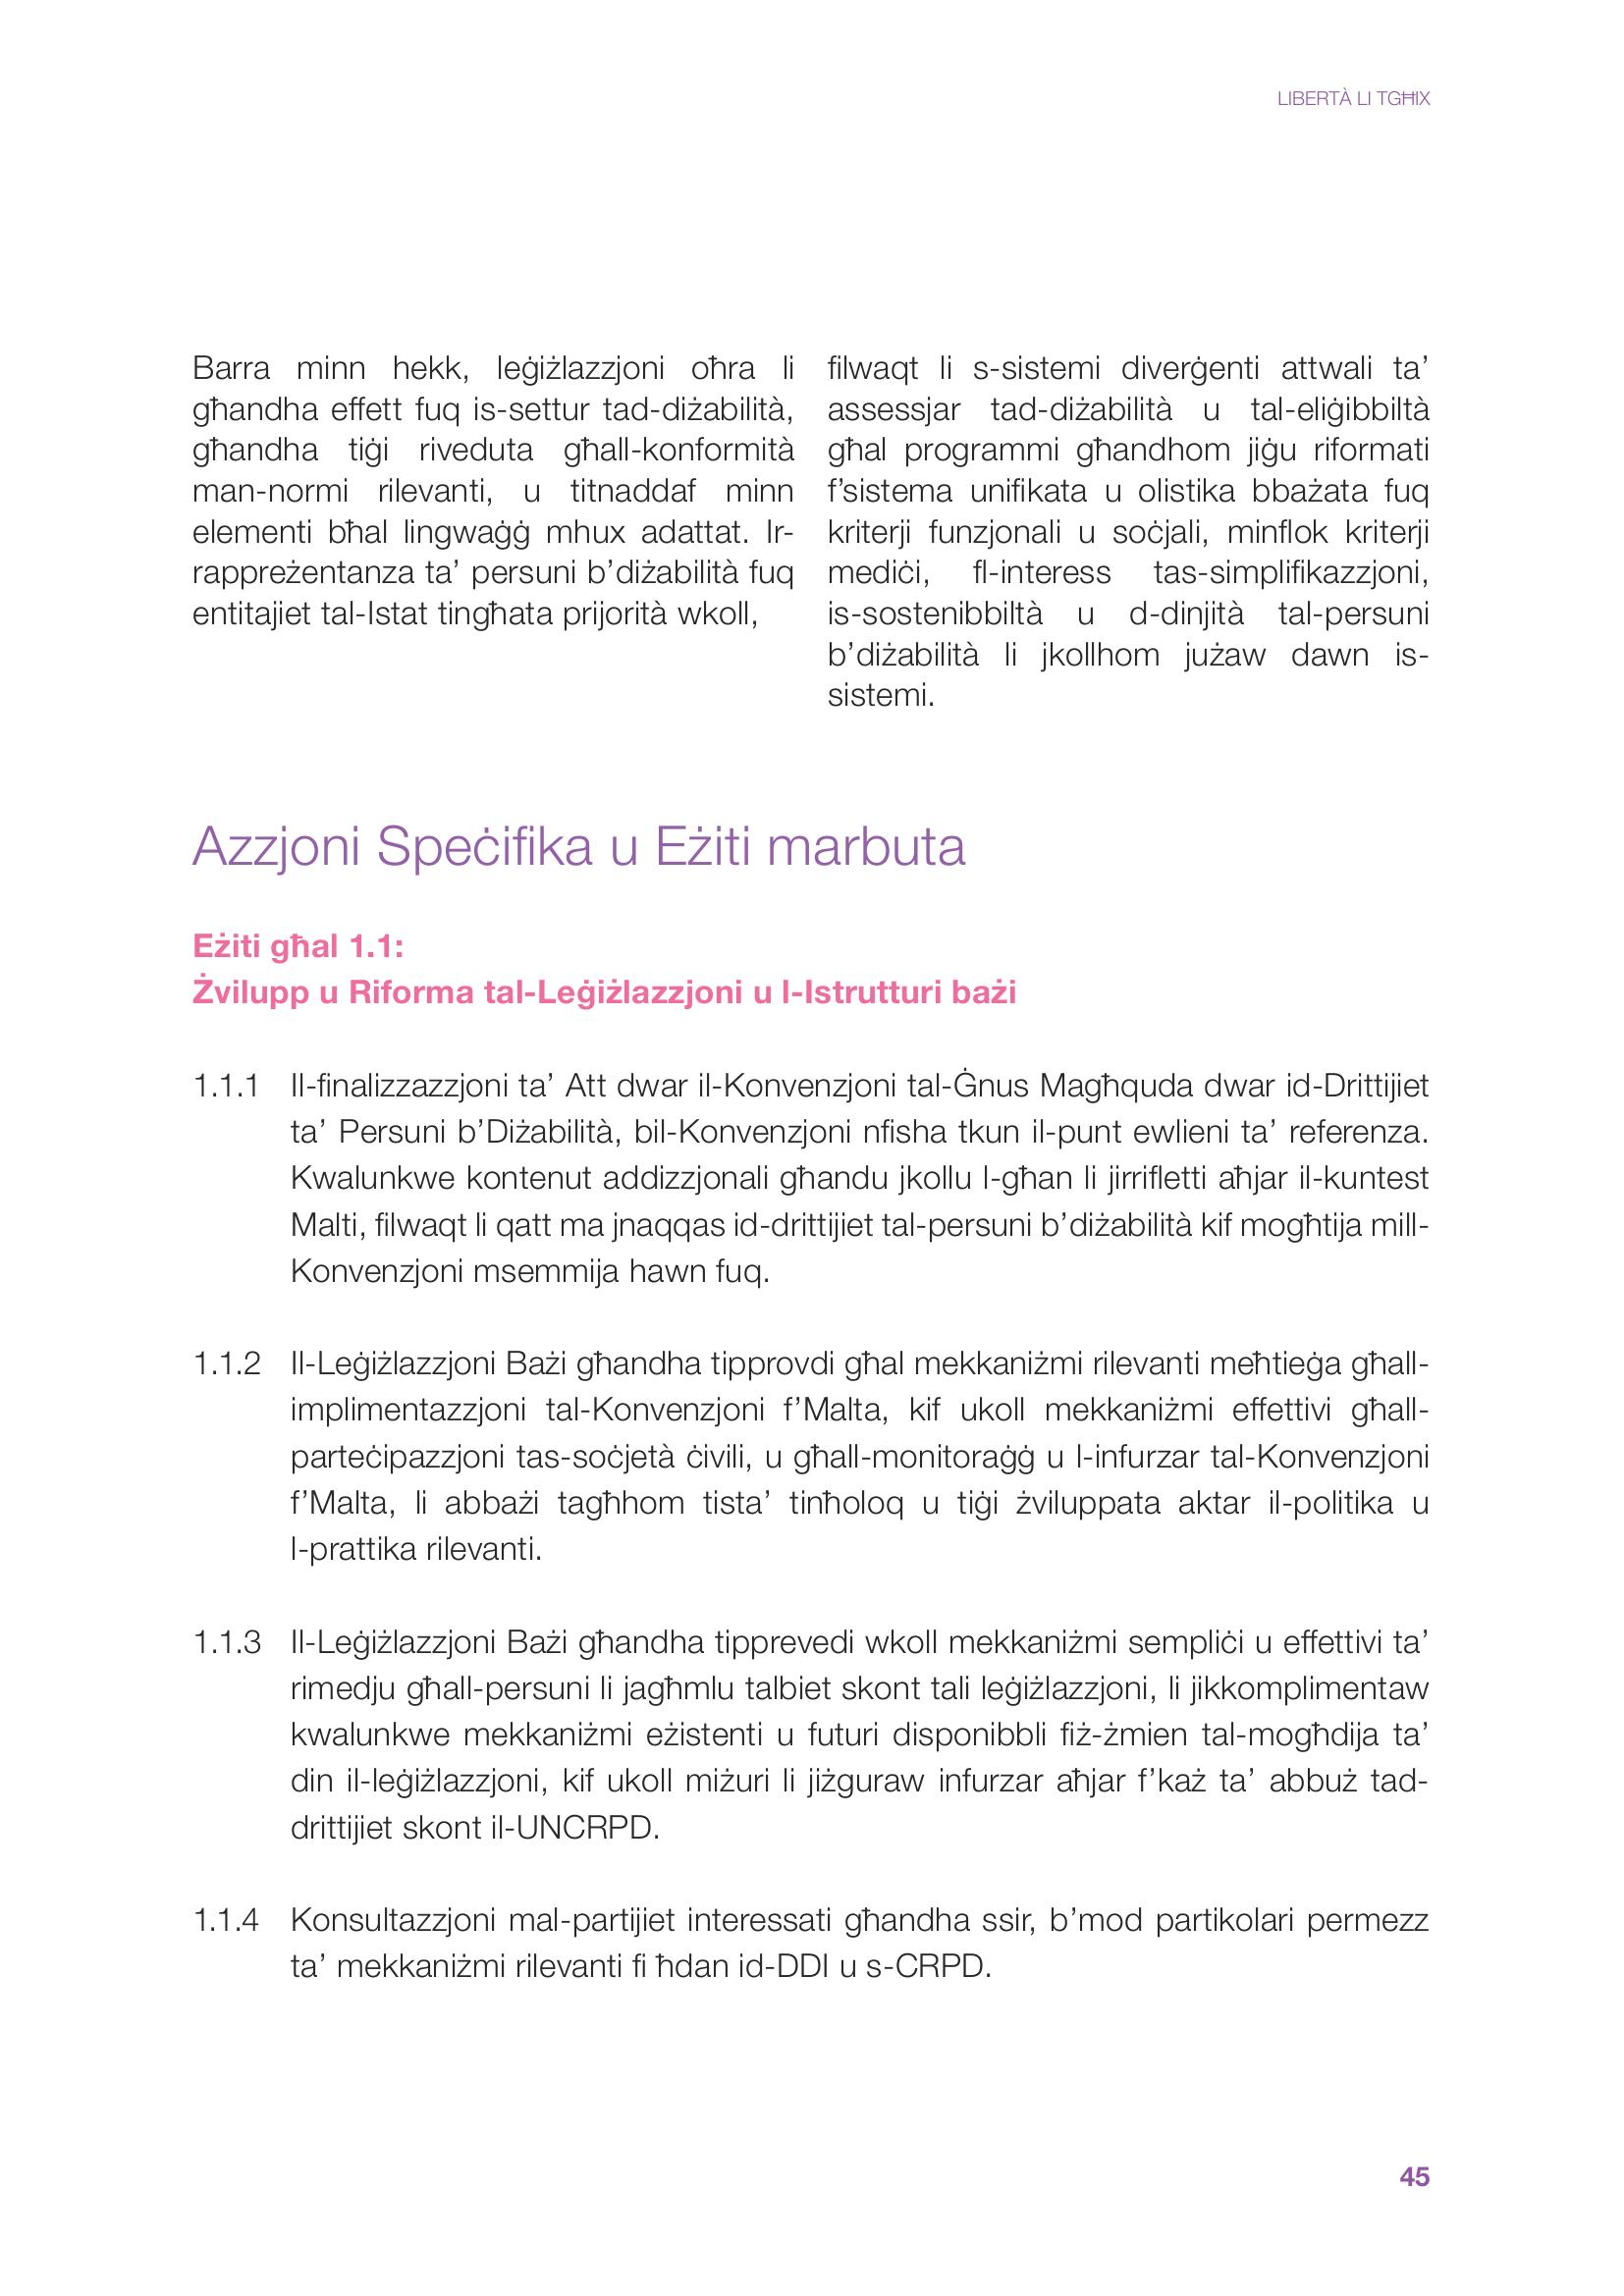 LIBERTÀ LI TGĦIX
Barra minn hekk, leġiżlazzjoni oħra li
għandha effett fuq is-settur tad-diżabilità,
għandha tiġi riveduta għall-konformità
man-normi rilevanti, u titnaddaf minn
elementi bħal lingwaġġ mhux adattat. Ir-
rappreżentanza ta’ persuni b’diżabilità fuq
entitajiet tal-Istat tingħata prijorità wkoll,
filwaqt li s-sistemi diverġenti attwali ta’
assessjar tad-diżabilità u tal-eliġibbiltà
għal programmi għandhom jiġu riformati
f’sistema unifikata u olistika bbażata fuq
kriterji funzjonali u soċjali, minflok kriterji
mediċi, fl-interess tas-simplifikazzjoni,
is-sostenibbiltà u d-dinjità tal-persuni
b’diżabilità li jkollhom jużaw dawn is-
sistemi.
Azzjoni Speċifika u Eżiti marbuta
Eżiti għal 1.1:
Żvilupp u Riforma tal-Leġiżlazzjoni u l-Istrutturi bażi
1.1.1 Il-finalizzazzjoni ta’ Att dwar il-Konvenzjoni tal-Ġnus Magħquda dwar id-Drittijiet
ta’ Persuni b’Diżabilità, bil-Konvenzjoni nfisha tkun il-punt ewlieni ta’ referenza.
Kwalunkwe kontenut addizzjonali għandu jkollu l-għan li jirrifletti aħjar il-kuntest
Malti, filwaqt li qatt ma jnaqqas id-drittijiet tal-persuni b’diżabilità kif mogħtija mill-
Konvenzjoni msemmija hawn fuq.
1.1.2 Il-Leġiżlazzjoni Bażi għandha tipprovdi għal mekkaniżmi rilevanti meħtieġa għall-
implimentazzjoni tal-Konvenzjoni f’Malta, kif ukoll mekkaniżmi effettivi għall-
parteċipazzjoni tas-soċjetà ċivili, u għall-monitoraġġ u l-infurzar tal-Konvenzjoni
f’Malta, li abbażi tagħhom tista’ tinħoloq u tiġi żviluppata aktar il-politika u
l-prattika rilevanti.
1.1.3 Il-Leġiżlazzjoni Bażi għandha tipprevedi wkoll mekkaniżmi sempliċi u effettivi ta’
rimedju għall-persuni li jagħmlu talbiet skont tali leġiżlazzjoni, li jikkomplimentaw
kwalunkwe mekkaniżmi eżistenti u futuri disponibbli fiż-żmien tal-mogħdija ta’
din il-leġiżlazzjoni, kif ukoll miżuri li jiżguraw infurzar aħjar f’każ ta’ abbuż tad-
drittijiet skont il-UNCRPD.
1.1.4 Konsultazzjoni mal-partijiet interessati għandha ssir, b’mod partikolari permezz
ta’ mekkaniżmi rilevanti fi ħdan id-DDI u s-CRPD.
45